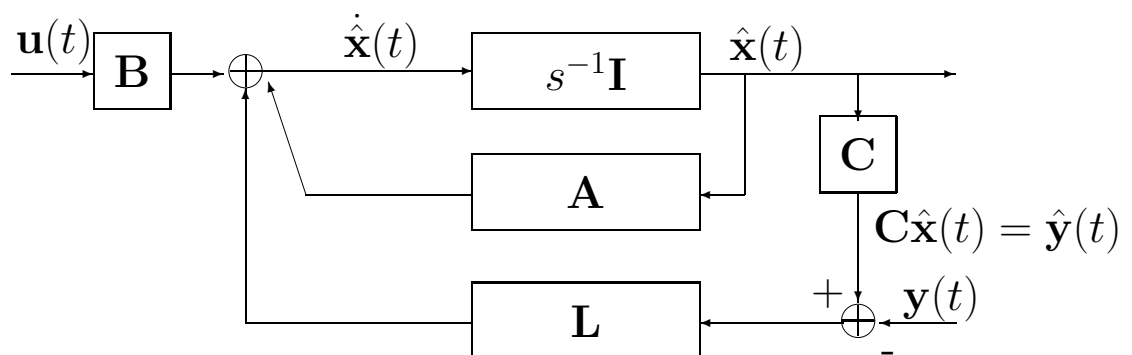 u(t)
B
ẋ̂(t)
s⁻¹I
x̂(t)
A
C
Cx̂(t) = ŷ(t)
+
y(t)
L
-